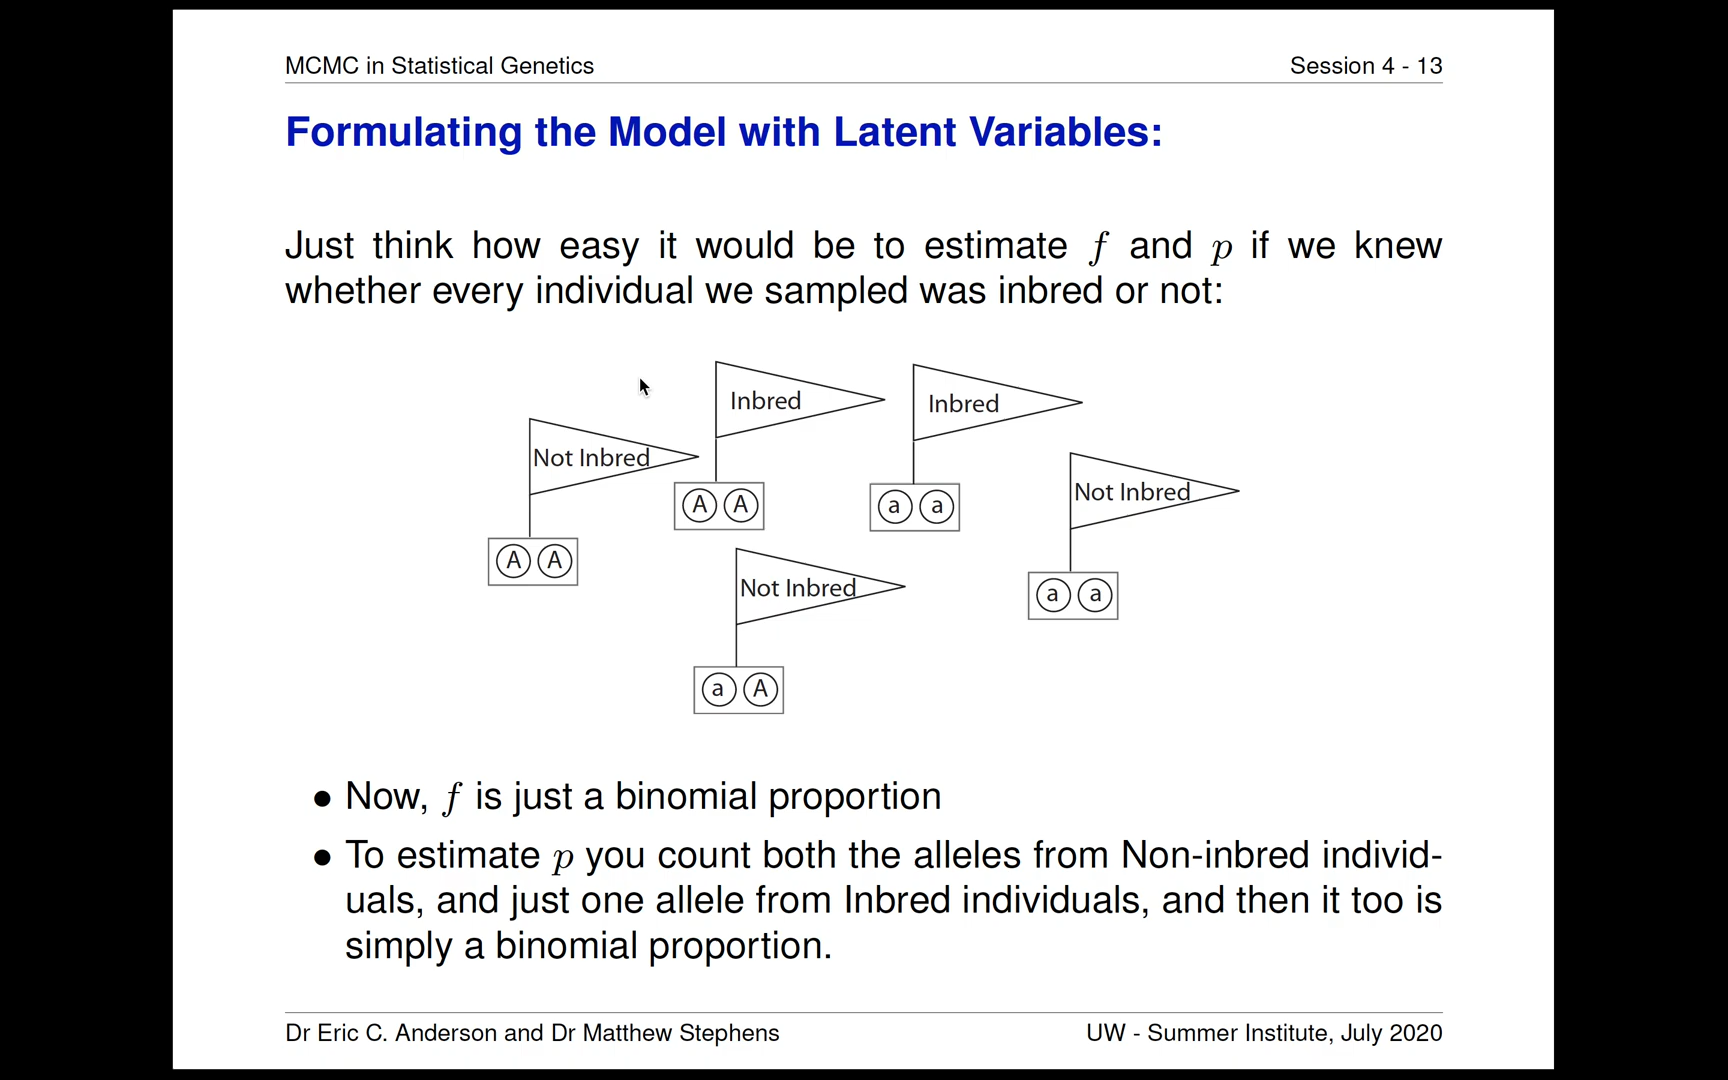 MCMC in Statistical Genetics
Session 4 - 13
Formulating the Model with Latent Variables:
Just think how easy it would be to estimate f and p if we knew
whether every individual we sampled was inbred or not:
Inbred
Inbred
Not Inbred
Not Inbred
A A
a a
A A
Not Inbred
a a
a A
• Now, f is just a binomial proportion
• To estimate p you count both the alleles from Non-inbred individ-
uals, and just one allele from Inbred individuals, and then it too is
simply a binomial proportion.
Dr Eric C. Anderson and Dr Matthew Stephens
UW - Summer Institute, July 2020